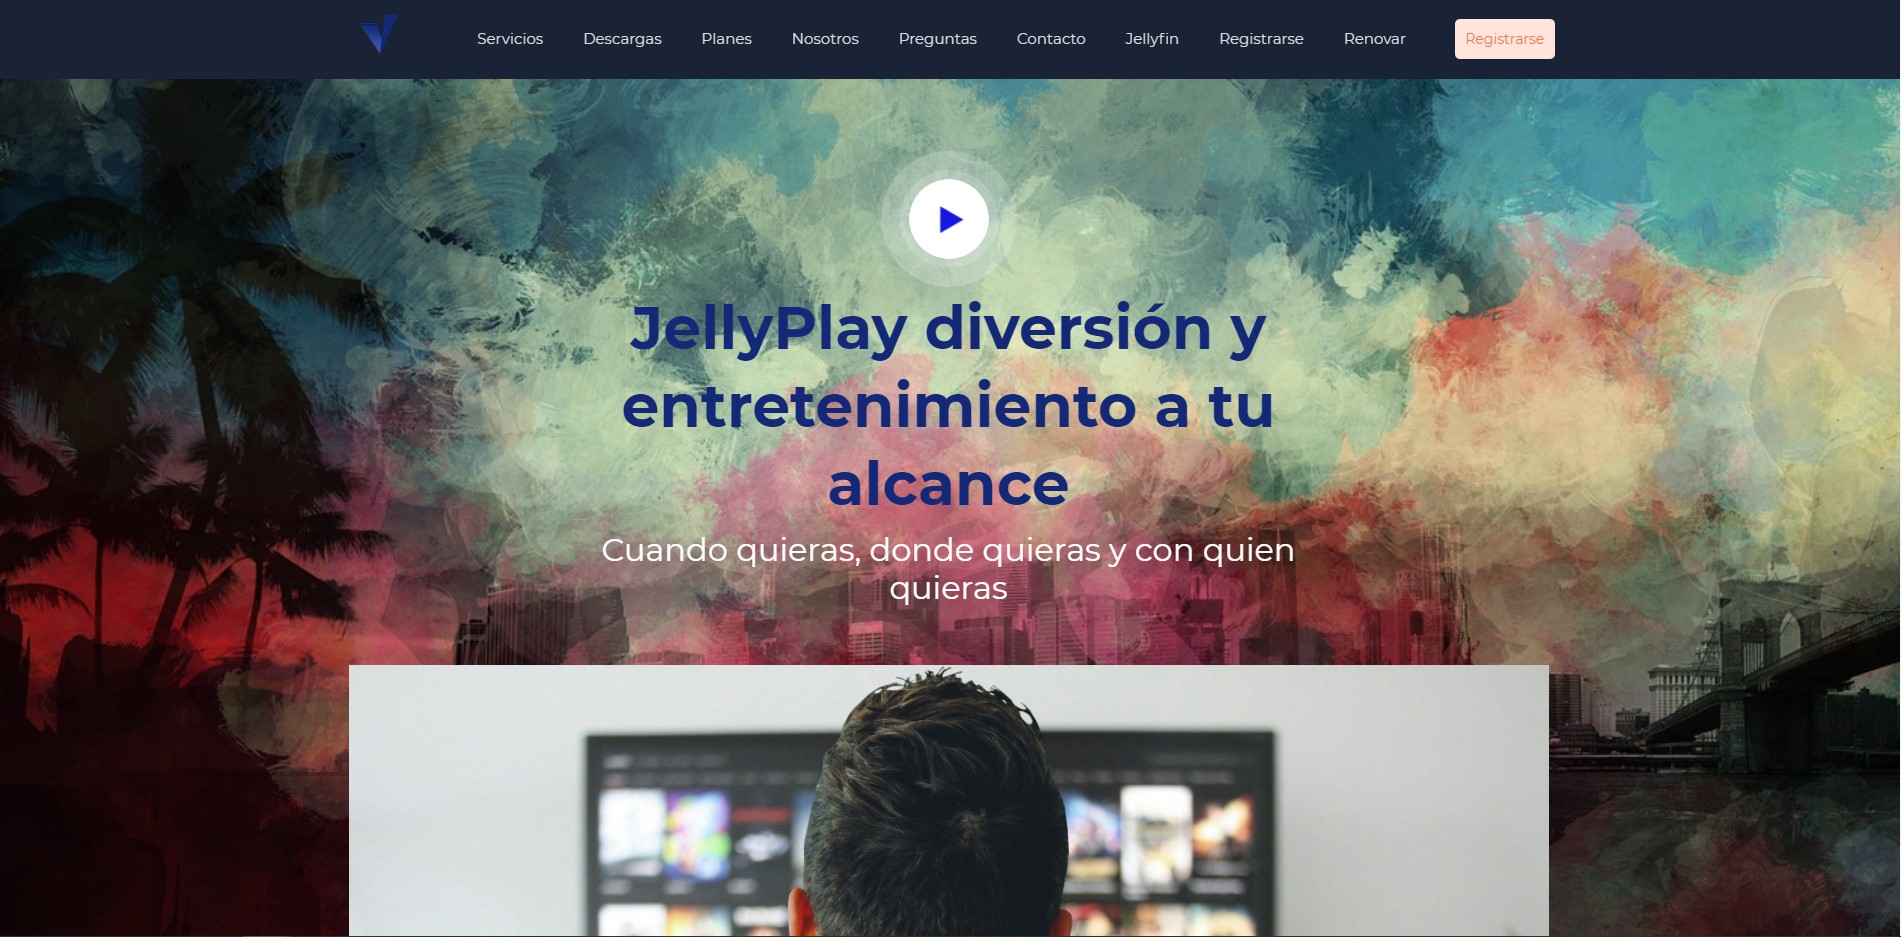 Servicios Descargas Planes Nosotros Preguntas Contacto Jellyfin Registrarse Renovar Registrarse
JellyPlay diversión y
entretenimiento a tu
alcance
Cuando quieras, donde quieras y con quien
quieras